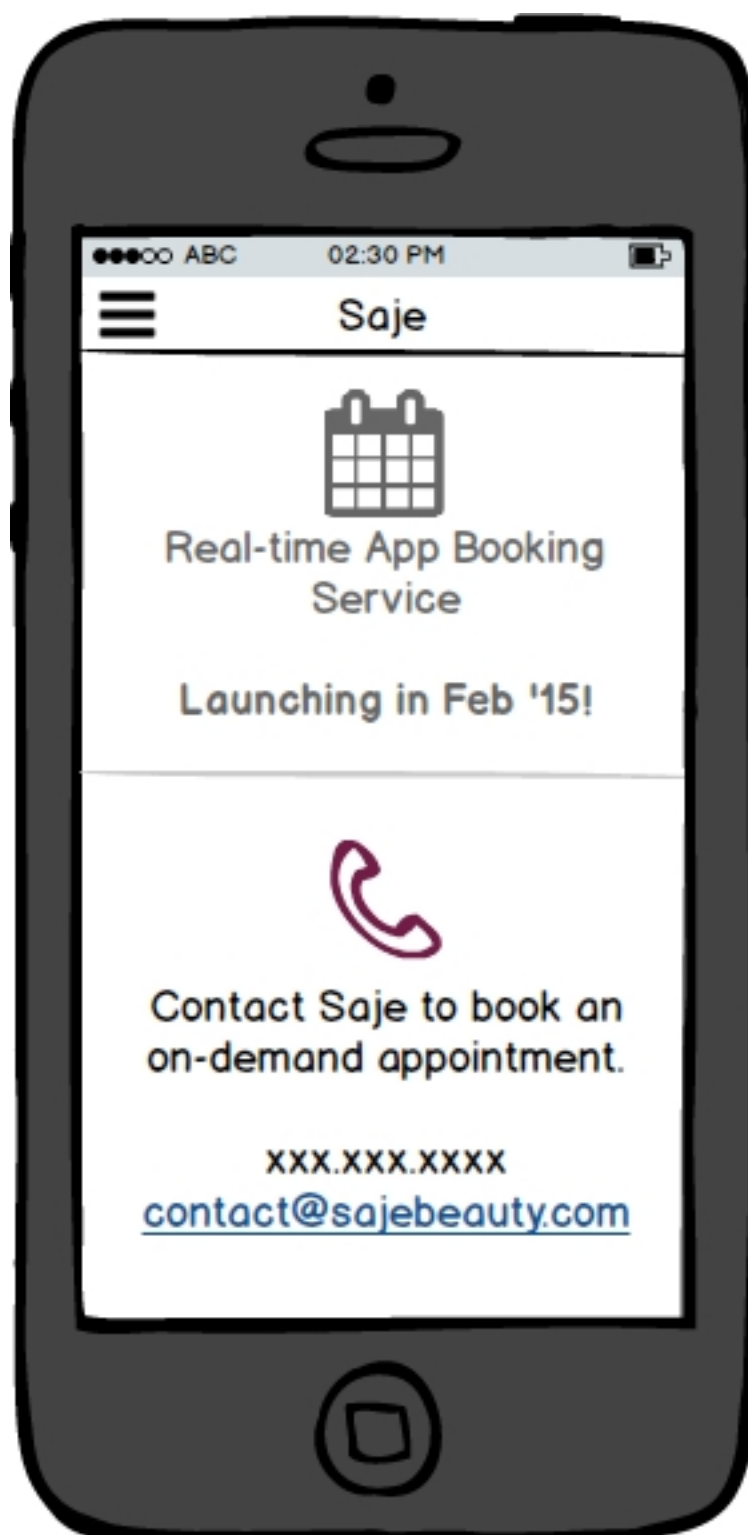 ABC 02:30 PM
Saje
Real-time App Booking
Service
Launching in Feb '15!
Contact Saje to book an
on-demand appointment.
xxx.xxx.xxxx
contact@sajebeauty.com